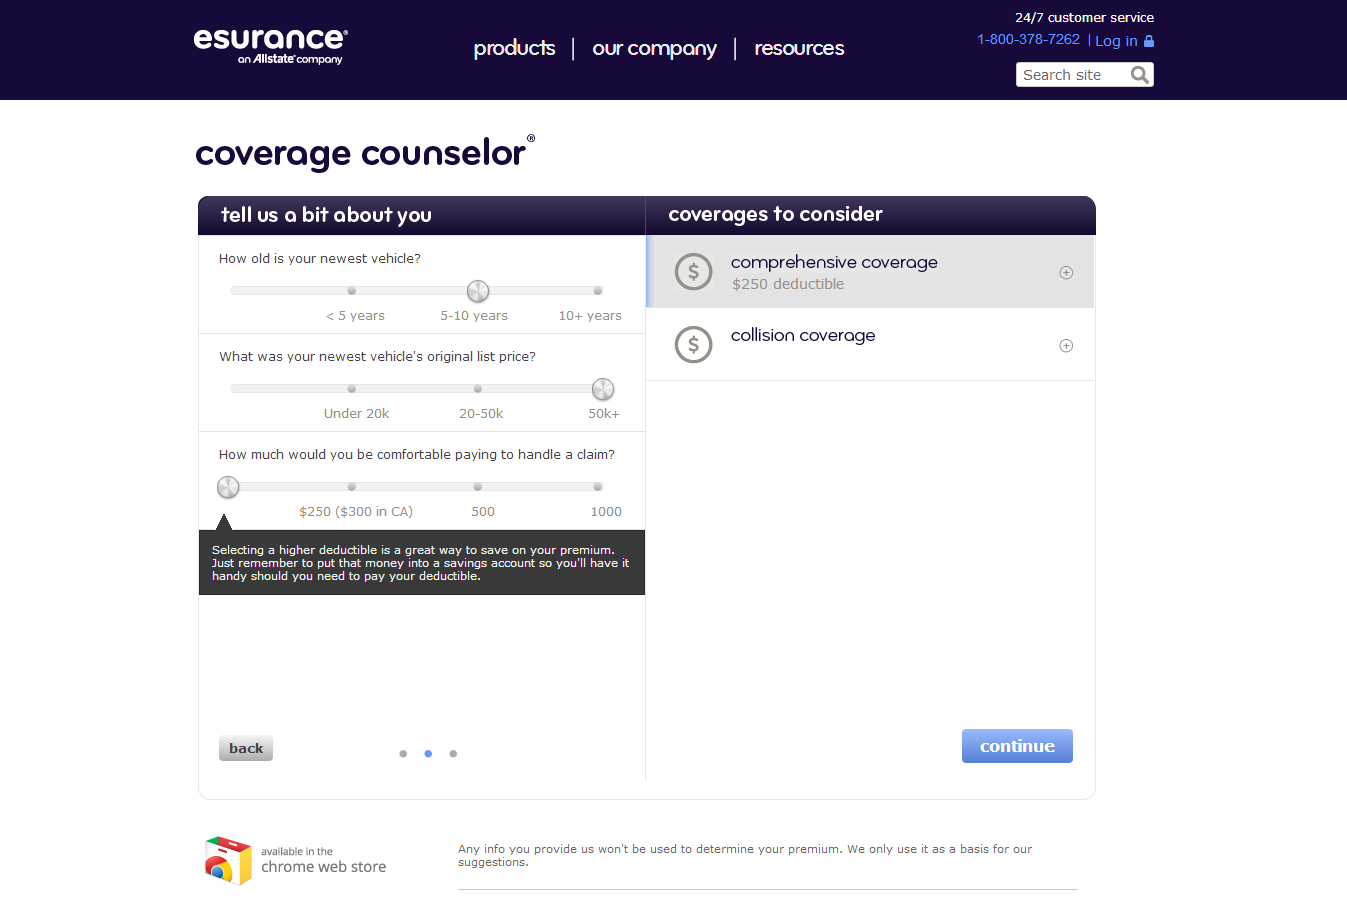 esurance®
an Allstate® company
products | our company | resources
24/7 customer service
1-800-378-7262 | Log in
Search site
coverage counselor®
tell us a bit about you
How old is your newest vehicle?
< 5 years 5-10 years 10+ years
What was your newest vehicle's original list price?
Under 20k 20-50k 50k+
How much would you be comfortable paying to handle a claim?
$250 ($300 in CA) 500 1000
Selecting a higher deductible is a great way to save on your premium.
Just remember to put that money into a savings account so you'll have it
handy should you need to pay your deductible.
back
coverages to consider
$
comprehensive coverage
$250 deductible
$
collision coverage
continue
available in the
chrome web store
Any info you provide us won't be used to determine your premium. We only use it as a basis for our
suggestions.